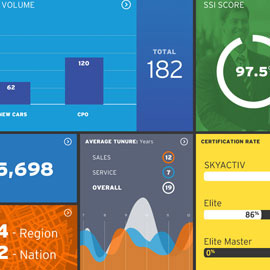 VOLUME
120
62
NEW CARS
CPO
TOTAL
182
SSI SCORE
97.5
5,698
4 - Region
2 - Nation
AVERAGE TUNURE: Years
SALES 12
SERVICE 7
OVERALL 19
CERTIFICATION RATE
SKYACTIV
Elite
86%
Elite Master
0%